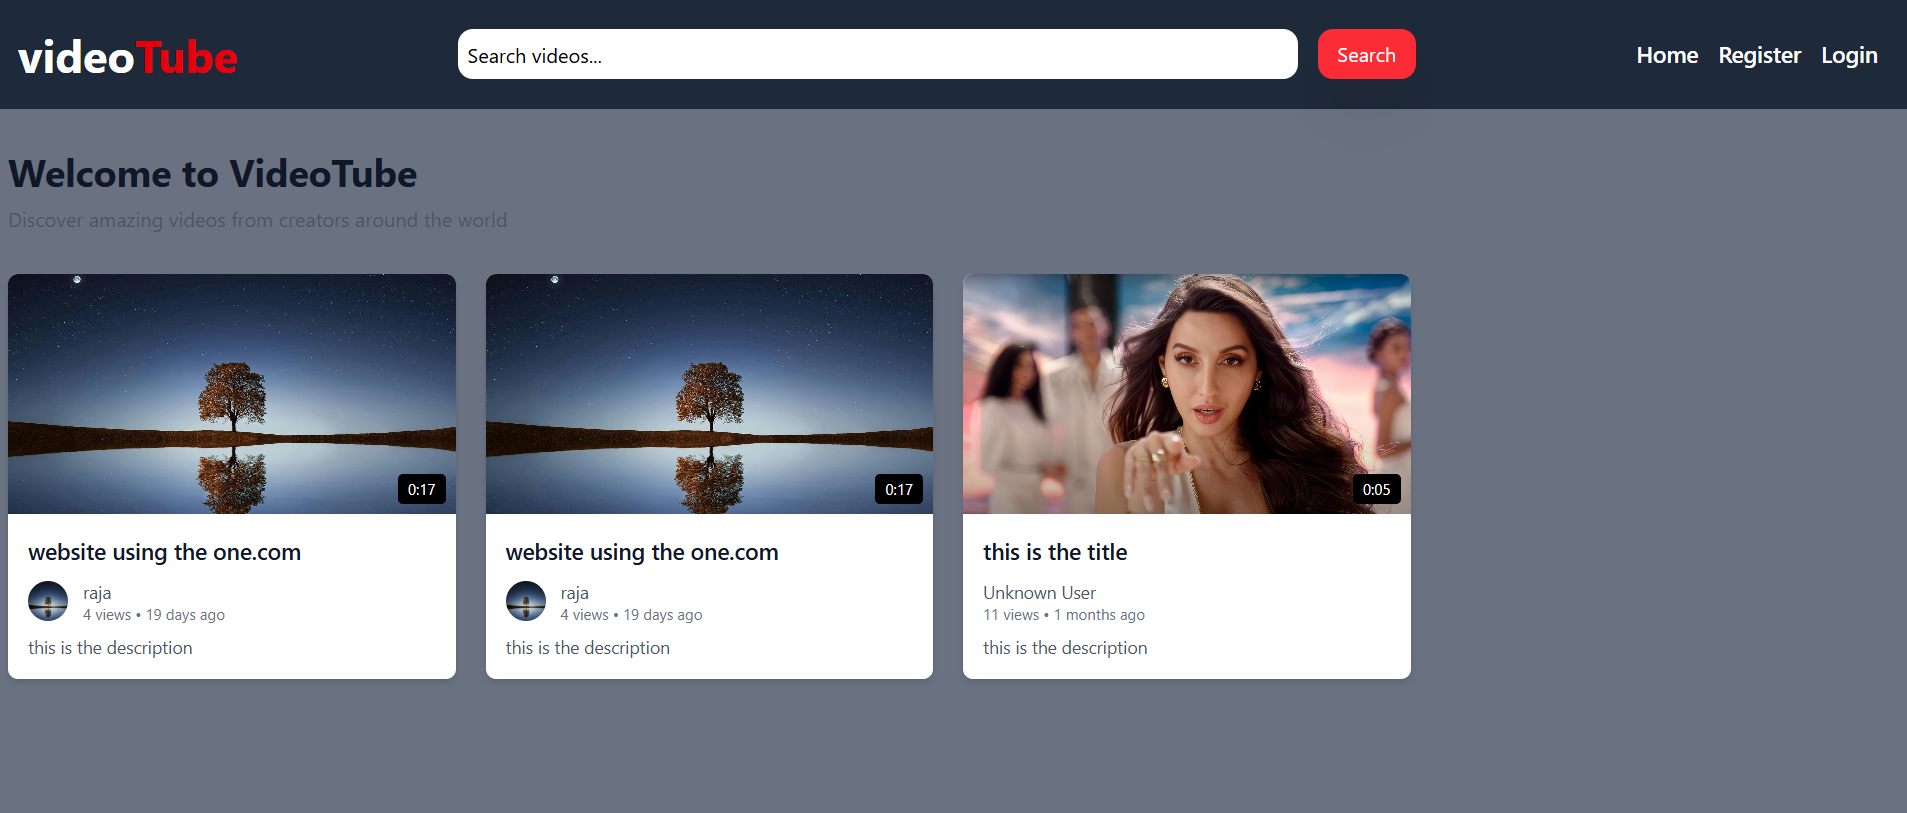 videoTube
Search videos...
Search
Home Register Login
Welcome to VideoTube
Discover amazing videos from creators around the world
0:17
website using the one.com
raja
4 views • 19 days ago
this is the description
0:17
website using the one.com
raja
4 views • 19 days ago
this is the description
0:05
this is the title
Unknown User
11 views • 1 months ago
this is the description